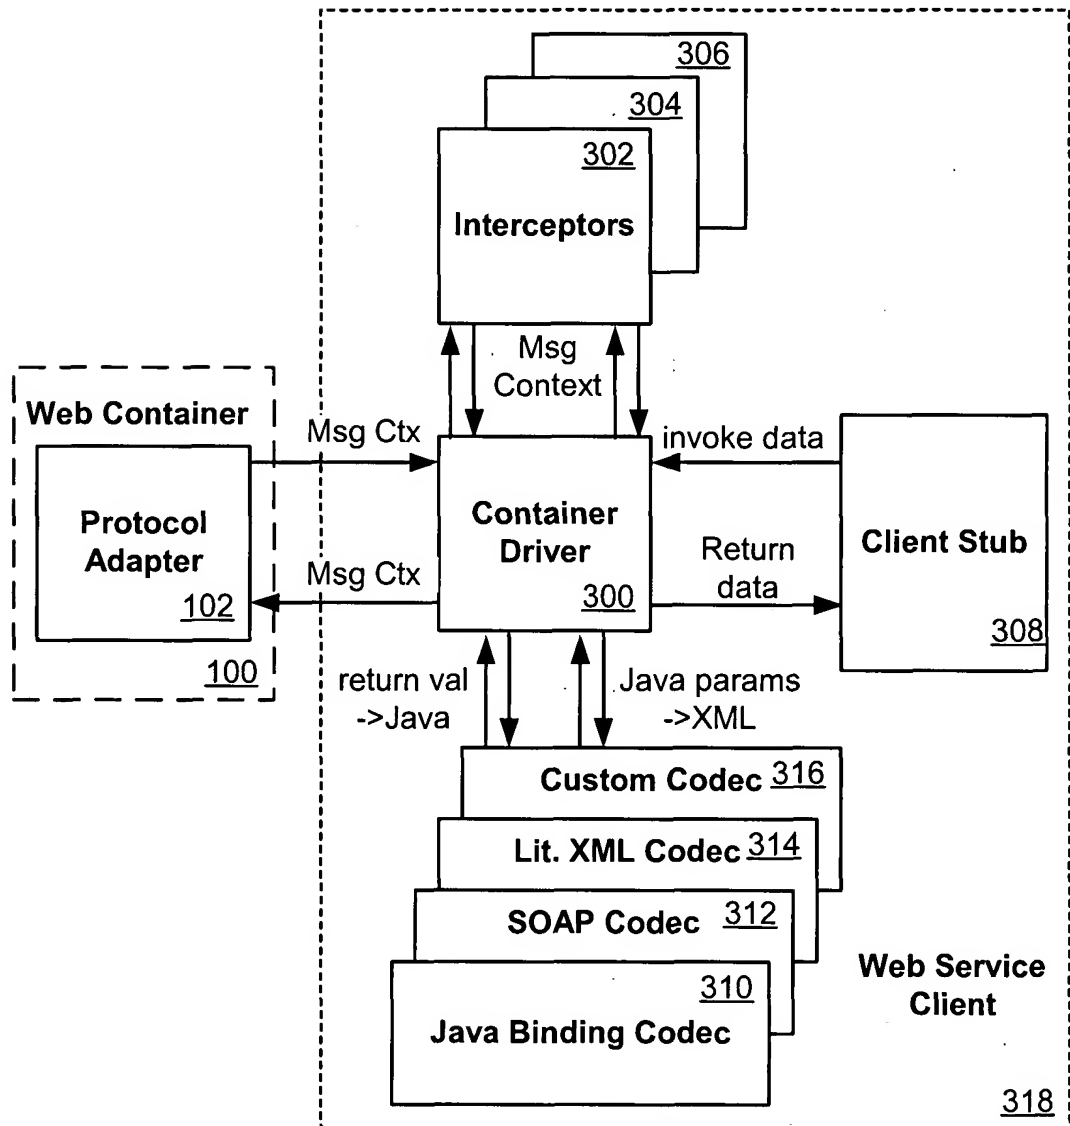 306
304
302
Interceptors
Msg
Context
Web Container
Msg Ctx
invoke data
Protocol
Adapter
102
Container
Driver
300
Client Stub
308
Msg Ctx
Return
data
100
return val
->Java
Java params
->XML
Custom Codec 316
Lit. XML Codec 314
SOAP Codec 312
310
Java Binding Codec
Web Service
Client
318